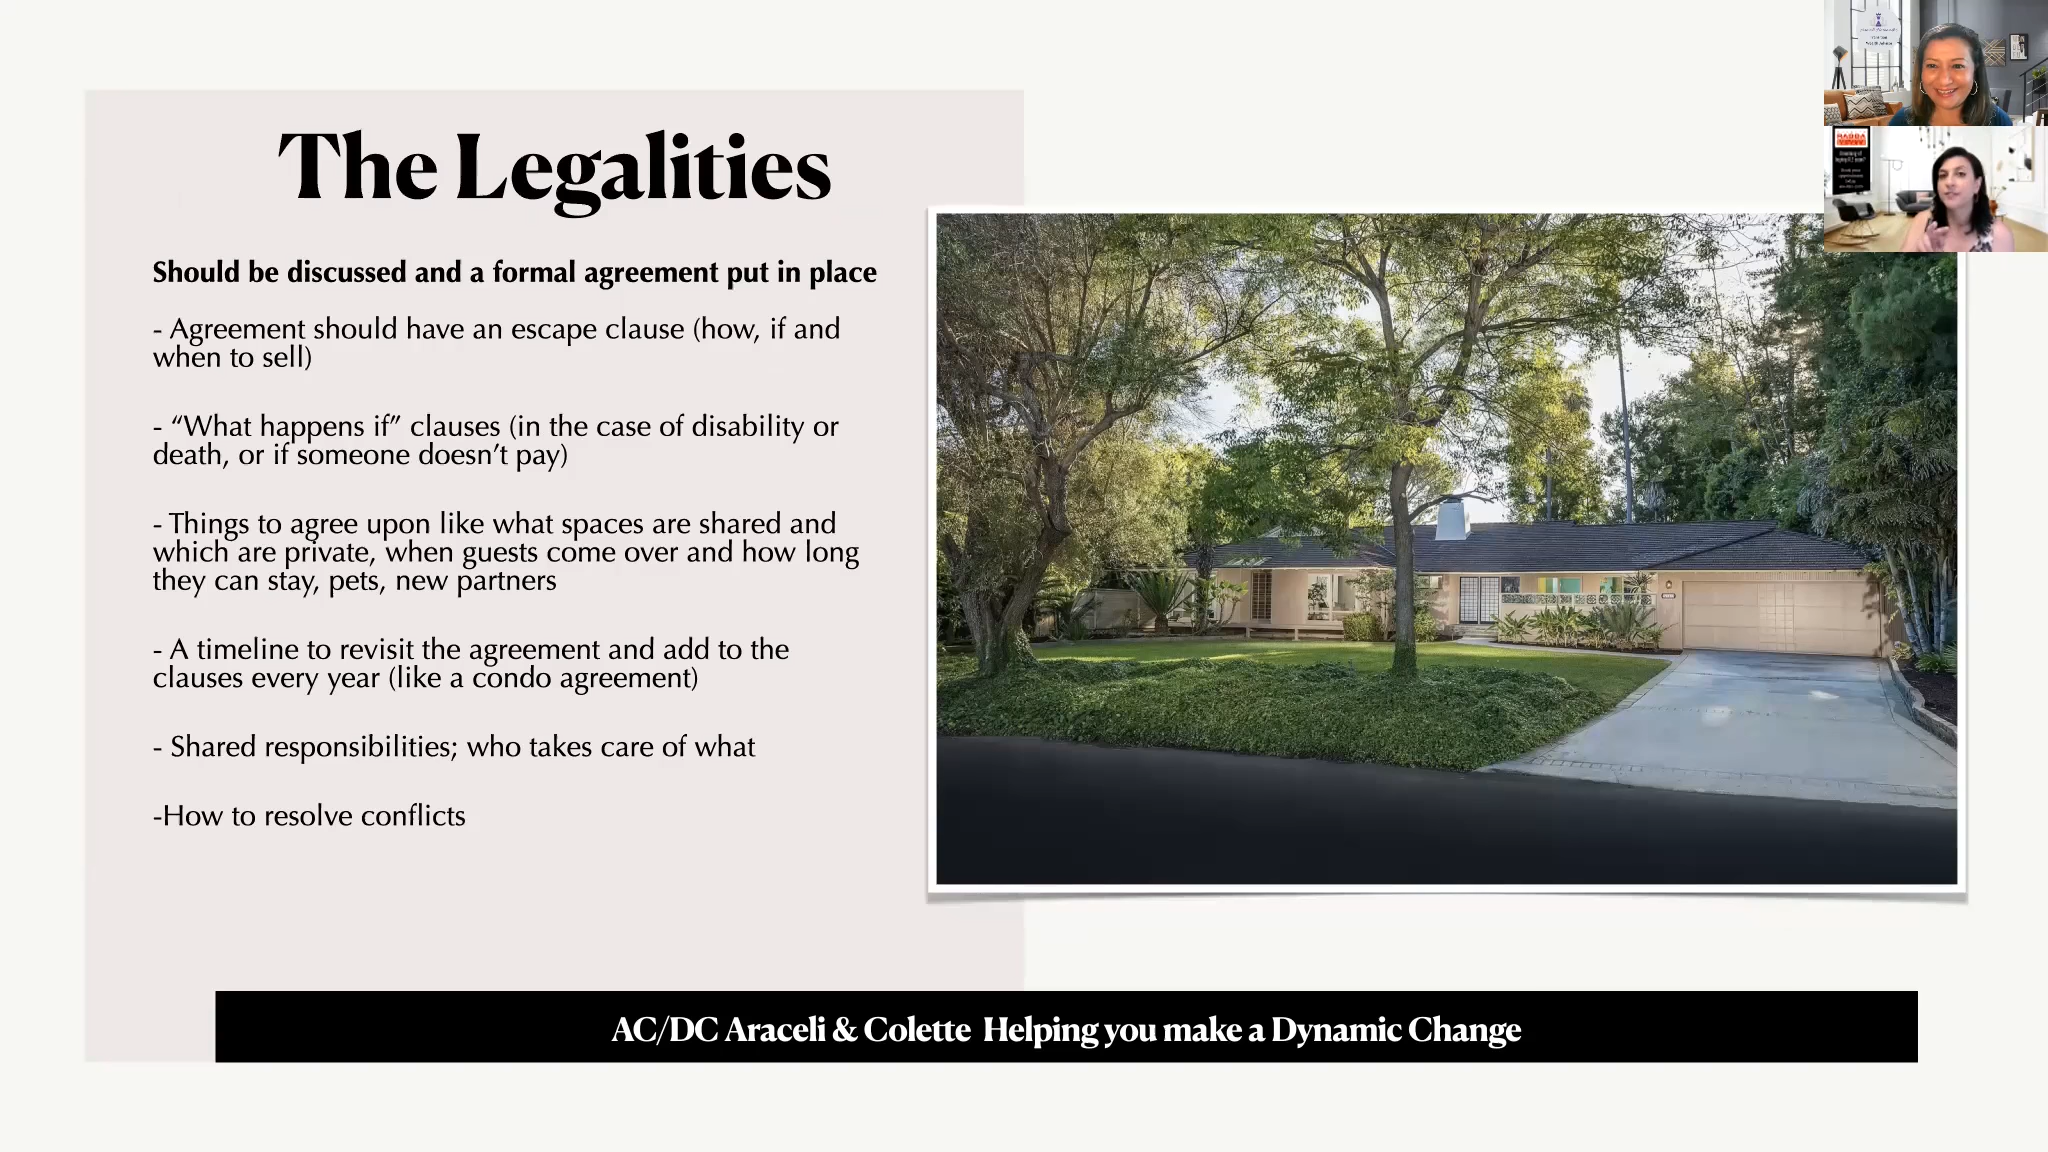 The Legalities
Should be discussed and a formal agreement put in place
- Agreement should have an escape clause (how, if and
when to sell)
- “What happens if” clauses (in the case of disability or
death, or if someone doesn’t pay)
- Things to agree upon like what spaces are shared and
which are private, when guests come over and how long
they can stay, pets, new partners
- A timeline to revisit the agreement and add to the
clauses every year (like a condo agreement)
- Shared responsibilities; who takes care of what
-How to resolve conflicts
AC/DC Araceli & Colette  Helping you make a Dynamic Change